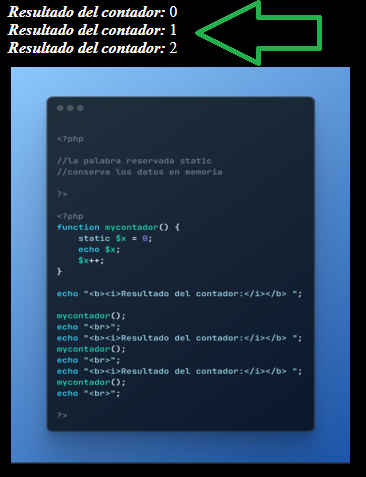 Resultado del contador: 0
Resultado del contador: 1
Resultado del contador: 2
<?php
//la palabra reservada static
//conserva los datos en memoria
?>
<?php
function mycontador() {
static $x = 0;
echo $x;
$x++;
}
echo "<b><i>Resultado del contador:</i></b> ";
mycontador();
echo "<br>";
echo "<b><i>Resultado del contador:</i></b> ";
mycontador();
echo "<br>";
echo "<b><i>Resultado del contador:</i></b> ";
mycontador();
echo "<br>";
?>